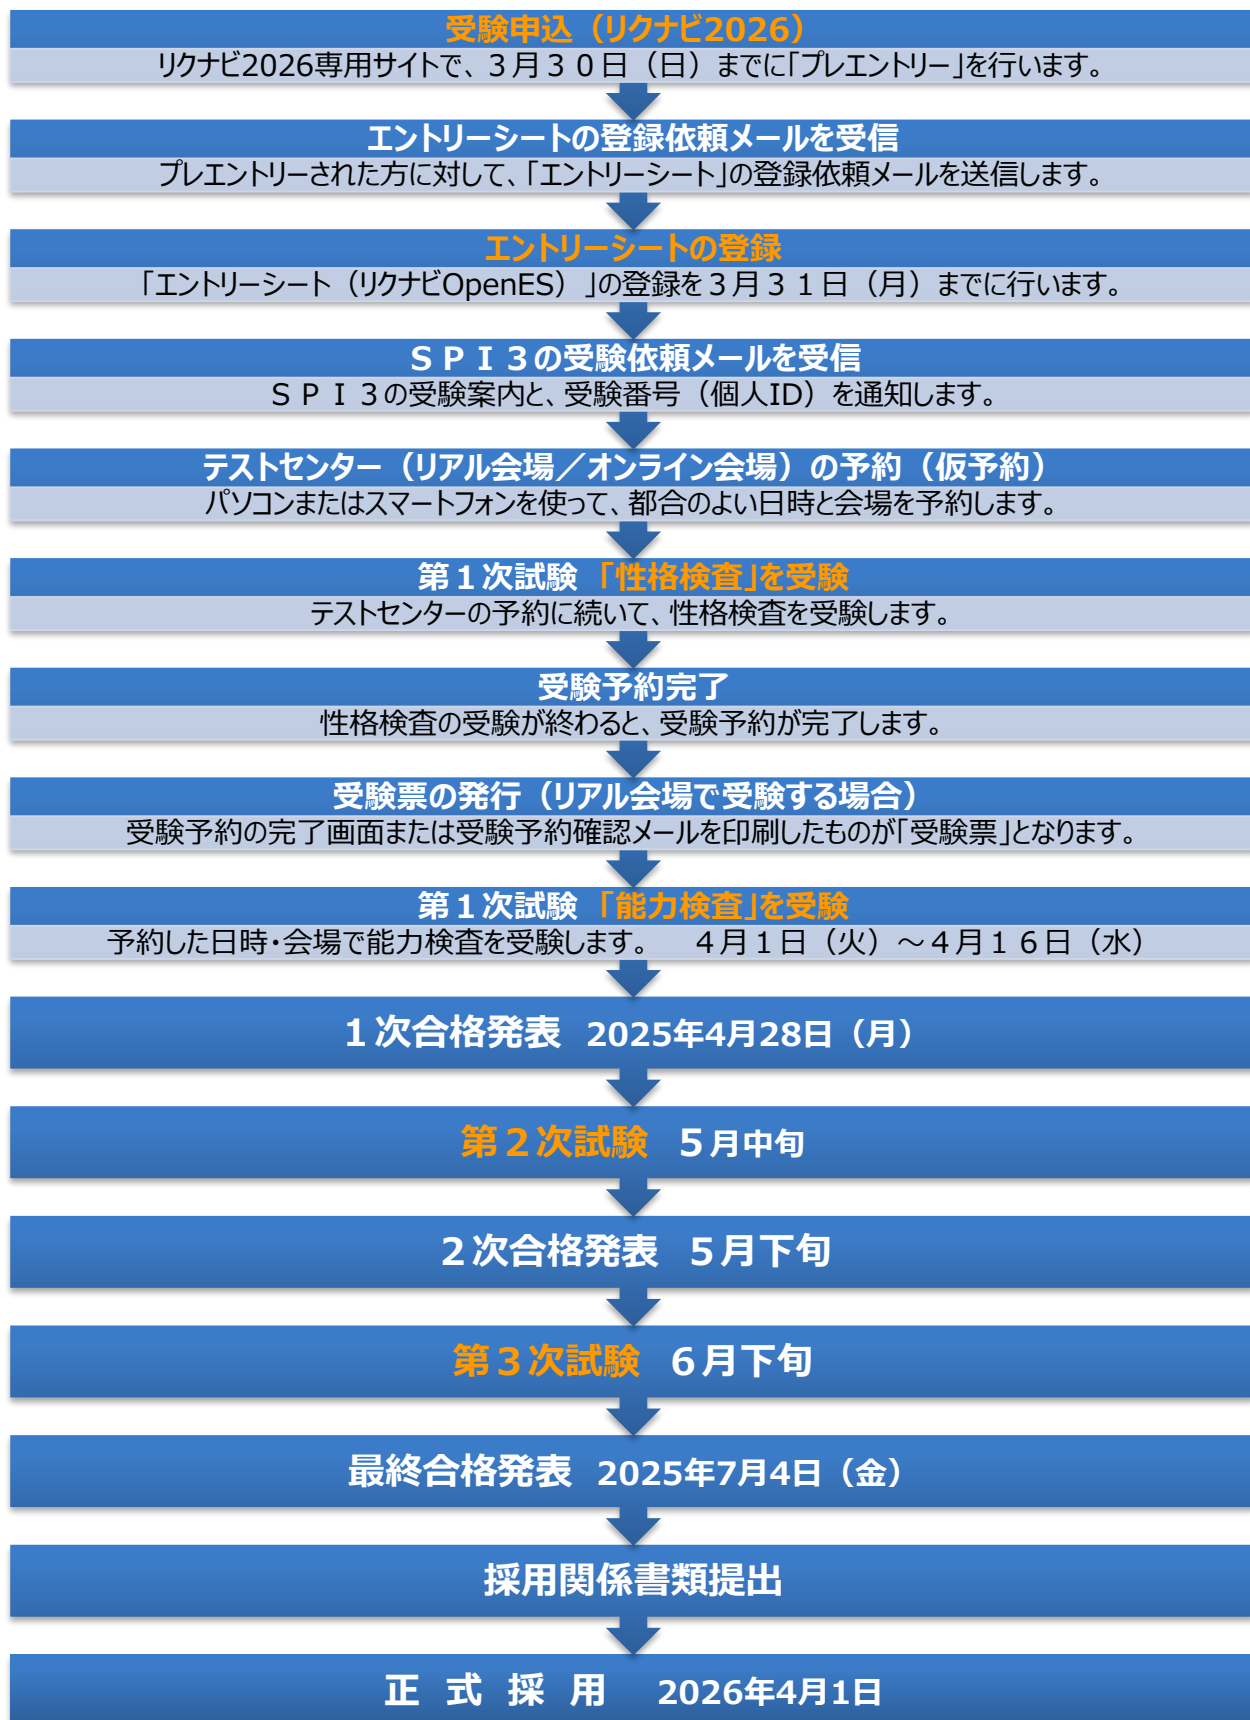 受験申込（リクナビ2026）
リクナビ2026専用サイトで、３月３０日（日）までに「プレエントリー」を行います。
エントリーシートの登録依頼メールを受信
プレエントリーされた方に対して、「エントリーシート」の登録依頼メールを送信します。
エントリーシートの登録
「エントリーシート（リクナビOpenES）」の登録を３月３１日（月）までに行います。
ＳＰＩ３の受験依頼メールを受信
ＳＰＩ３の受験案内と、受験番号（個人ID）を通知します。
テストセンター（リアル会場／オンライン会場）の予約（仮予約）
パソコンまたはスマートフォンを使って、都合のよい日時と会場を予約します。
第１次試験「性格検査」を受験
テストセンターの予約に続いて、性格検査を受験します。
受験予約完了
性格検査の受験が終わると、受験予約が完了します。
受験票の発行（リアル会場で受験する場合）
受験予約の完了画面または受験予約確認メールを印刷したものが「受験票」となります。
第１次試験「能力検査」を受験
予約した日時・会場で能力検査を受験します。　４月１日（火）～４月１６日（水）
１次合格発表 2025年4月28日（月）
第２次試験　５月中旬
２次合格発表　５月下旬
第３次試験　６月下旬
最終合格発表 2025年7月4日（金）
採用関係書類提出
正 式 採 用　2026年4月1日